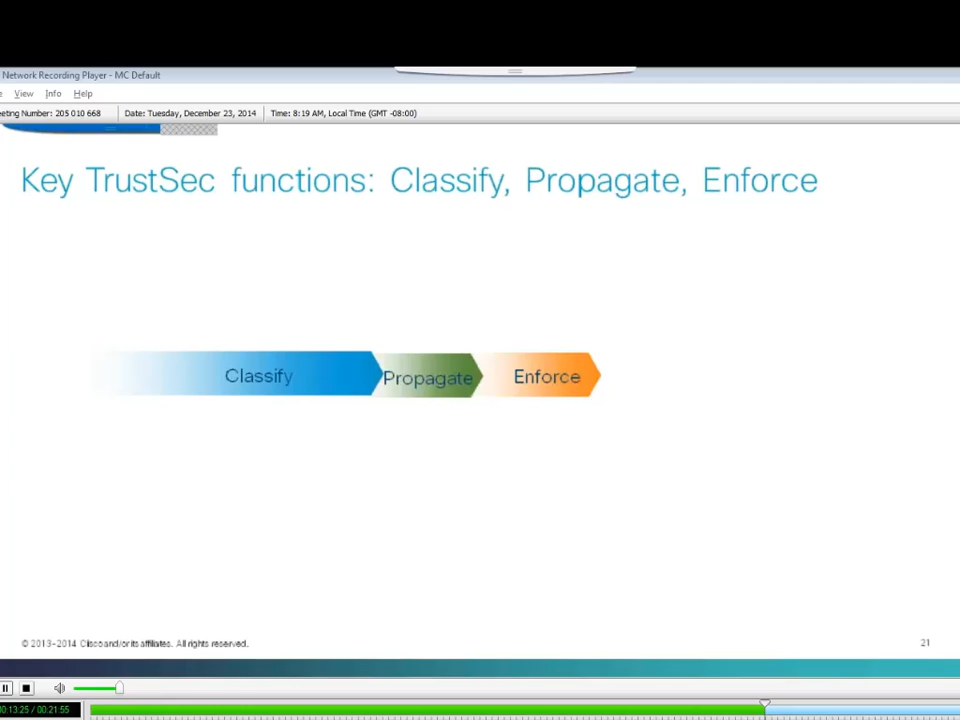 Network Recording Player - MC Default
View Info Help
eeting Number: 205 010 668 Date: Tuesday, December 23, 2014 Time: 8:19 AM, Local Time (GMT -08:00)
Key TrustSec functions: Classify, Propagate, Enforce
Classify Propagate Enforce
© 2013-2014 Cisco and/or its affiliates. All rights reserved. 21
0:13:25 / 00:21:55